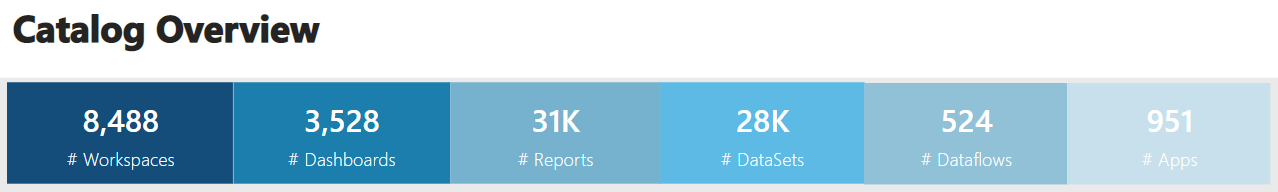 Catalog Overview
8,488
# Workspaces
3,528
# Dashboards
31K
# Reports
28K
# DataSets
524
# Dataflows
951
# Apps